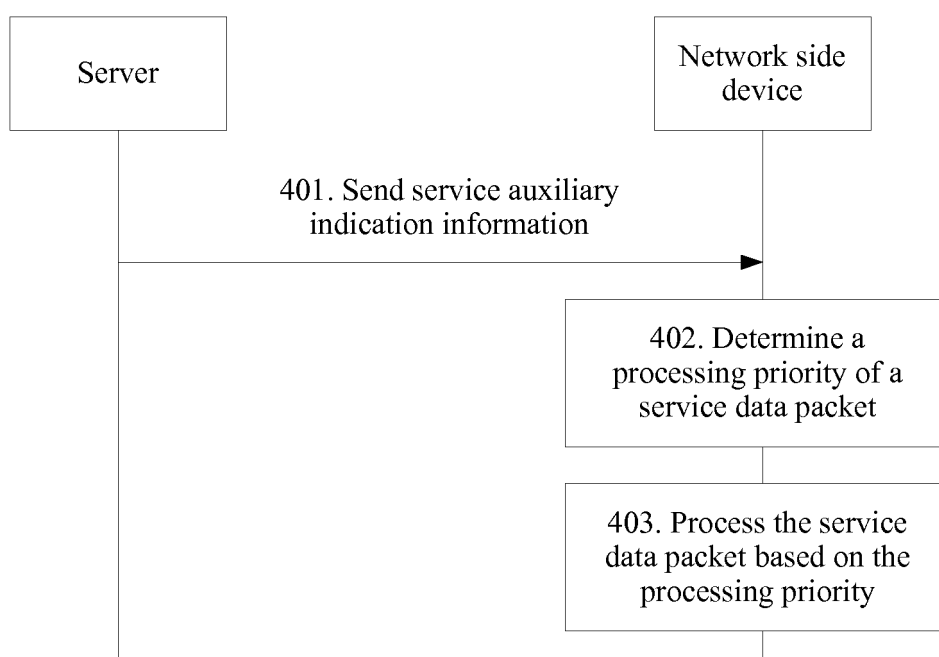 Server
Network side
device
401. Send service auxiliary
indication information
402. Determine a
processing priority of a
service data packet
403. Process the service
data packet based on the
processing priority